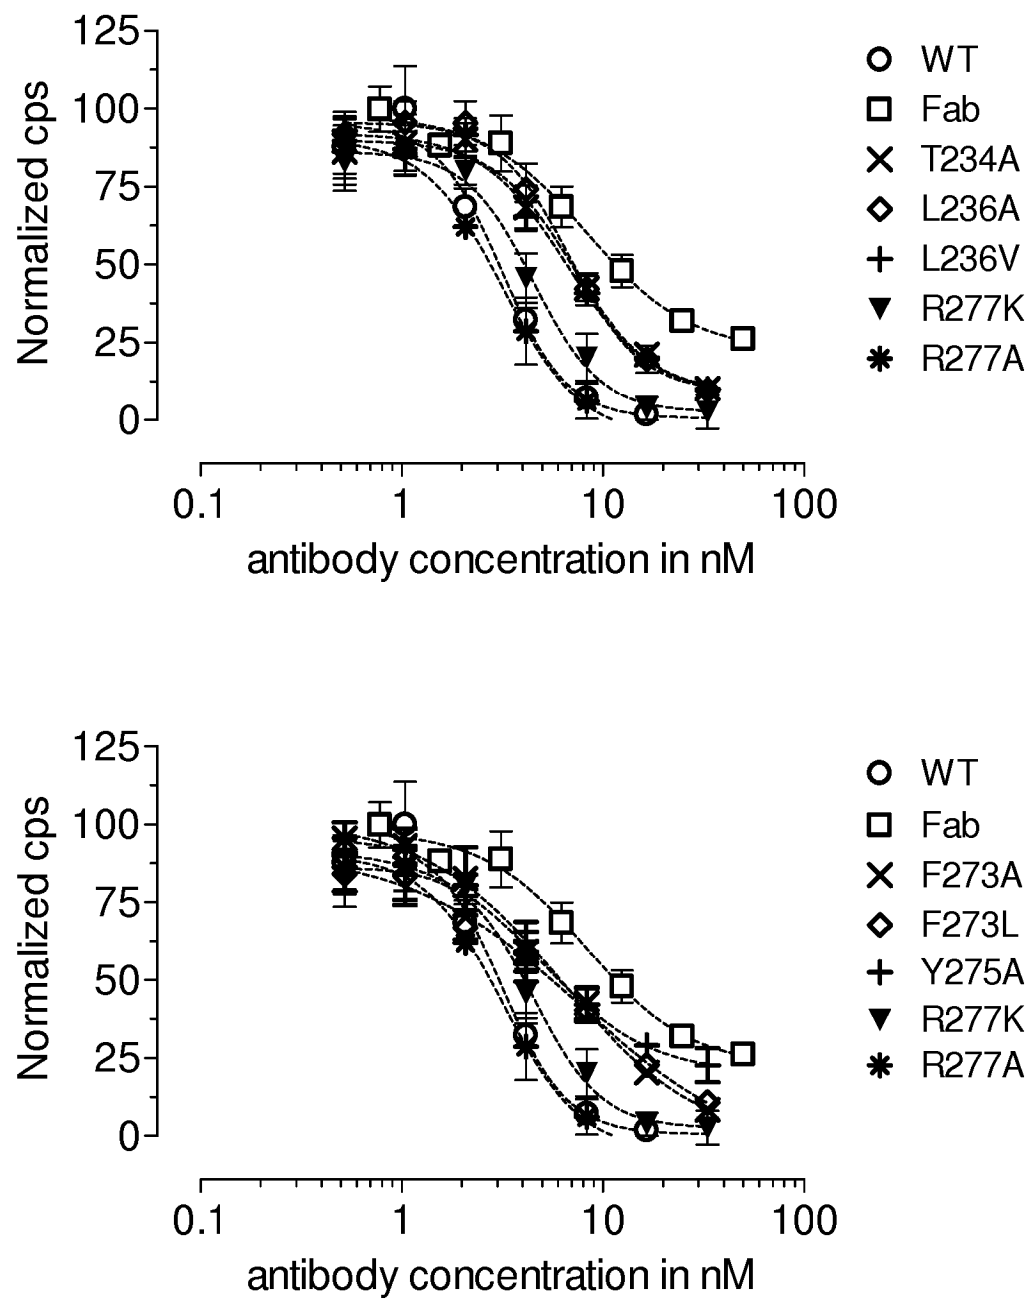 Normalized cps
125
100
75
50
25
0
0.1 1 10 100
antibody concentration in nM
WT
Fab
T234A
L236A
L236V
R277K
R277A
Normalized cps
125
100
75
50
25
0
0.1 1 10 100
antibody concentration in nM
WT
Fab
F273A
F273L
Y275A
R277K
R277A